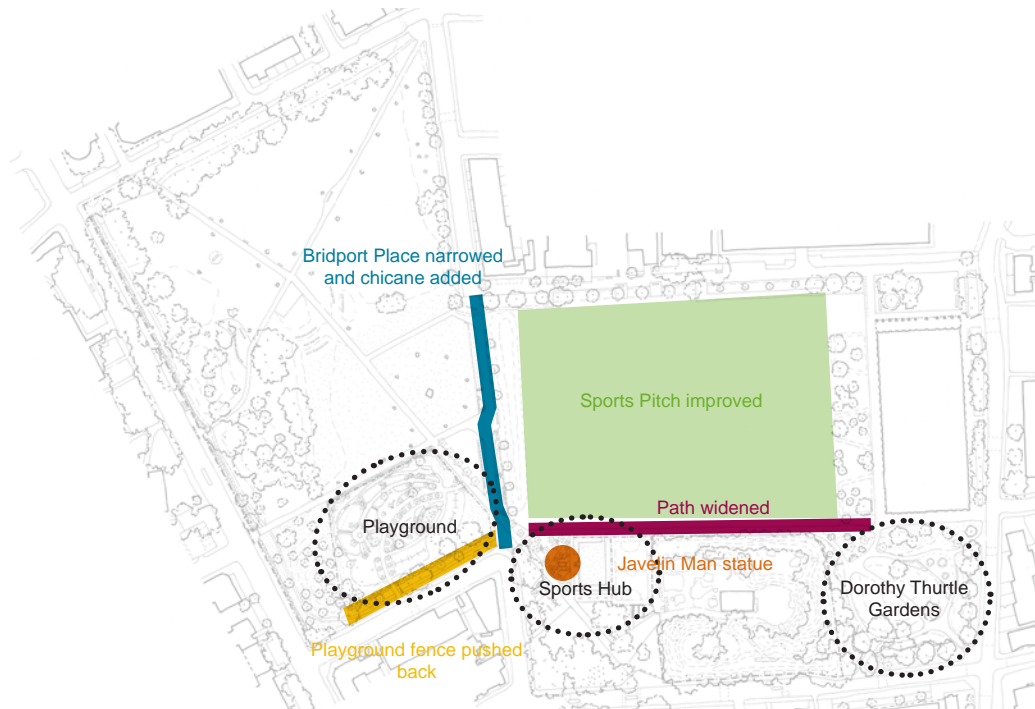 Bridport Place narrowed
and chicane added
Sports Pitch improved
Path widened
Playground
Javelin Man statue
Sports Hub
Dorothy Thurtle
Gardens
Playground fence pushed
back